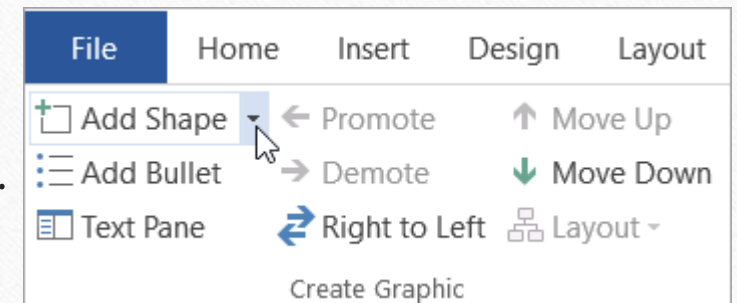 File Home Insert Design Layout
Add Shape Promote Move Up
Add Bullet Demote Move Down
Text Pane Right to Left Layout
Create Graphic